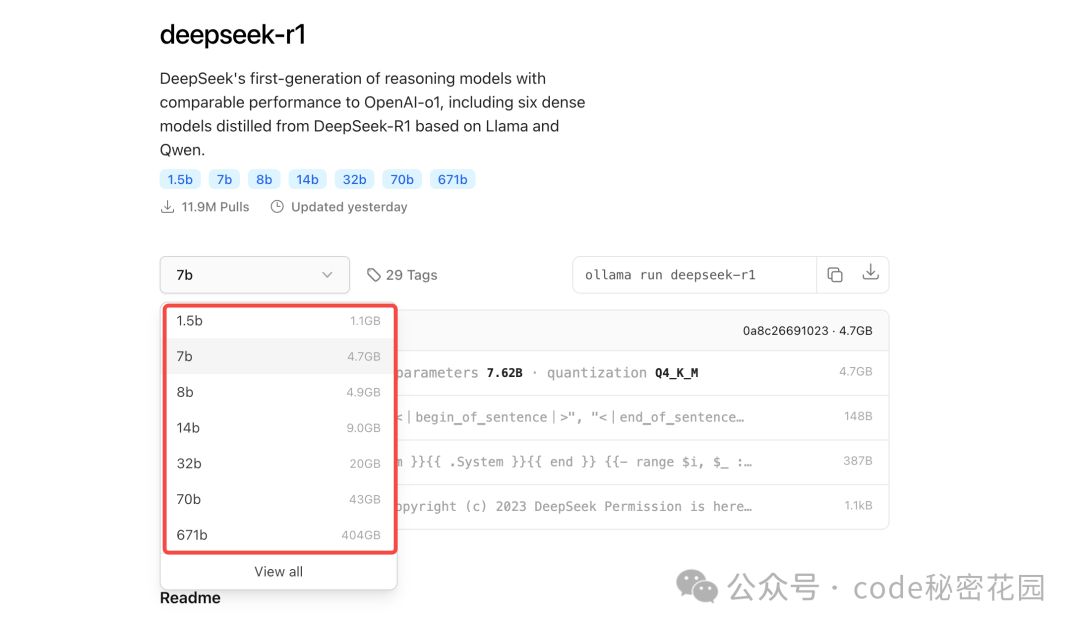 deepseek-r1
DeepSeek's first-generation of reasoning models with
comparable performance to OpenAI-o1, including six dense
models distilled from DeepSeek-R1 based on Llama and
Qwen.
1.5b 7b 8b 14b 32b 70b 671b
11.9M Pulls Updated yesterday
7b 29 Tags ollama run deepseek-r1
1.5b 1.1GB
0a8c26691023 · 4.7GB
7b 4.7GB
parameters 7.62B · quantization Q4_K_M 4.7GB
8b 4.9GB
<｜begin_of_sentence｜>", "<｜end_of_sentence… 148B
14b 9.0GB
32b 20GB
}}{{ .System }}{{ end }} {{- range $i, $_ :… 387B
70b 43GB
opyright (c) 2023 DeepSeek Permission is here… 1.1kB
671b 404GB
View all
Readme
公众号 · code秘密花园